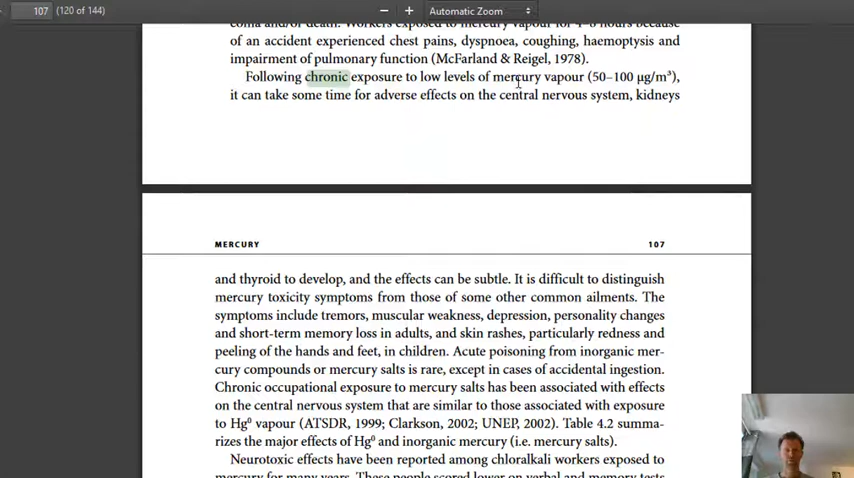 107 (120 of 144) Automatic Zoom
coma and/or death. Workers exposed to mercury vapour for 4–8 hours because
of an accident experienced chest pains, dyspnoea, coughing, haemoptysis and
impairment of pulmonary function (McFarland & Reigel, 1978).
Following chronic exposure to low levels of mercury vapour (50–100 μg/m³),
it can take some time for adverse effects on the central nervous system, kidneys
MERCURY 107
and thyroid to develop, and the effects can be subtle. It is difficult to distinguish
mercury toxicity symptoms from those of some other common ailments. The
symptoms include tremors, muscular weakness, depression, personality changes
and short-term memory loss in adults, and skin rashes, particularly redness and
peeling of the hands and feet, in children. Acute poisoning from inorganic mer-
cury compounds or mercury salts is rare, except in cases of accidental ingestion.
Chronic occupational exposure to mercury salts has been associated with effects
on the central nervous system that are similar to those associated with exposure
to Hg⁰ vapour (ATSDR, 1999; Clarkson, 2002; UNEP, 2002). Table 4.2 summa-
rizes the major effects of Hg⁰ and inorganic mercury (i.e. mercury salts).
Neurotoxic effects have been reported among chloralkali workers exposed to
mercury for many years. These people scored lower on verbal and memory tests